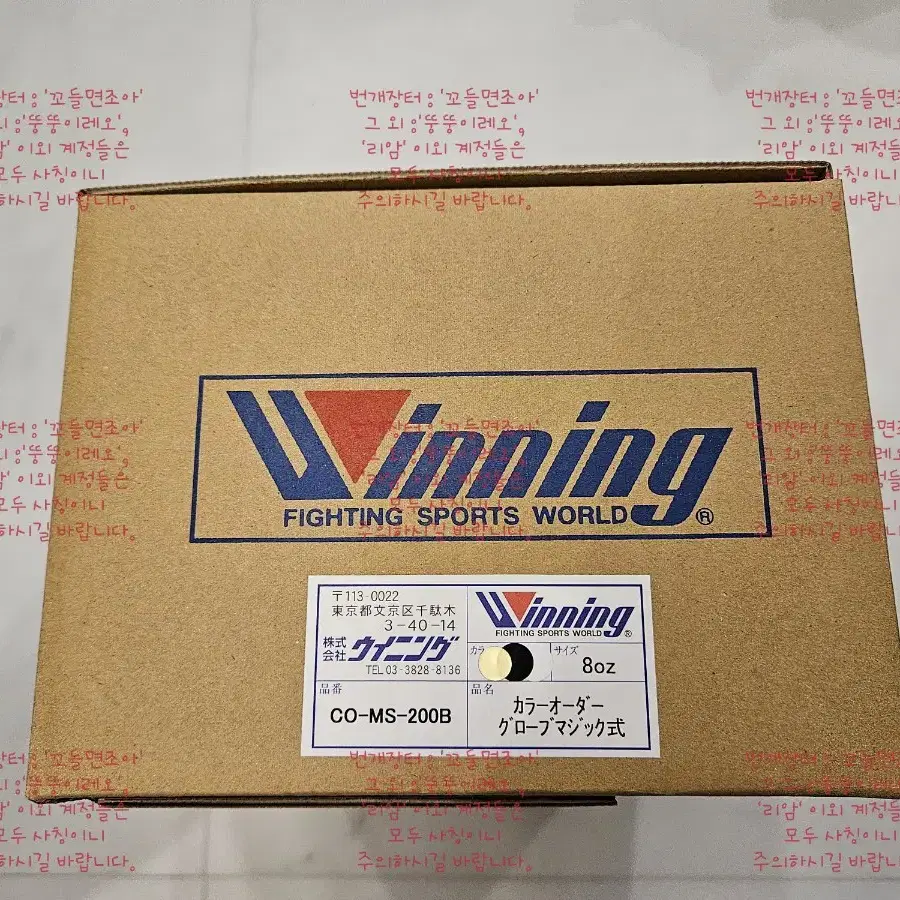 번개장터 : '꼬들면조아'
그 외 : '뚱뚱이레오',
'리암' 이외 계정들은
모두 사칭이니
주의하시길 바랍니다.
Winning
FIGHTING SPORTS WORLD
®
〒113-0022
東京都文京区千駄木
3-40-14
株式会社 ウイニング
TEL 03-3828-8136
Winning
FIGHTING SPORTS WORLD
®
カラ
サイズ
8oz
品番
CO-MS-200B
品名
カラーオーダー
グローブマジック式